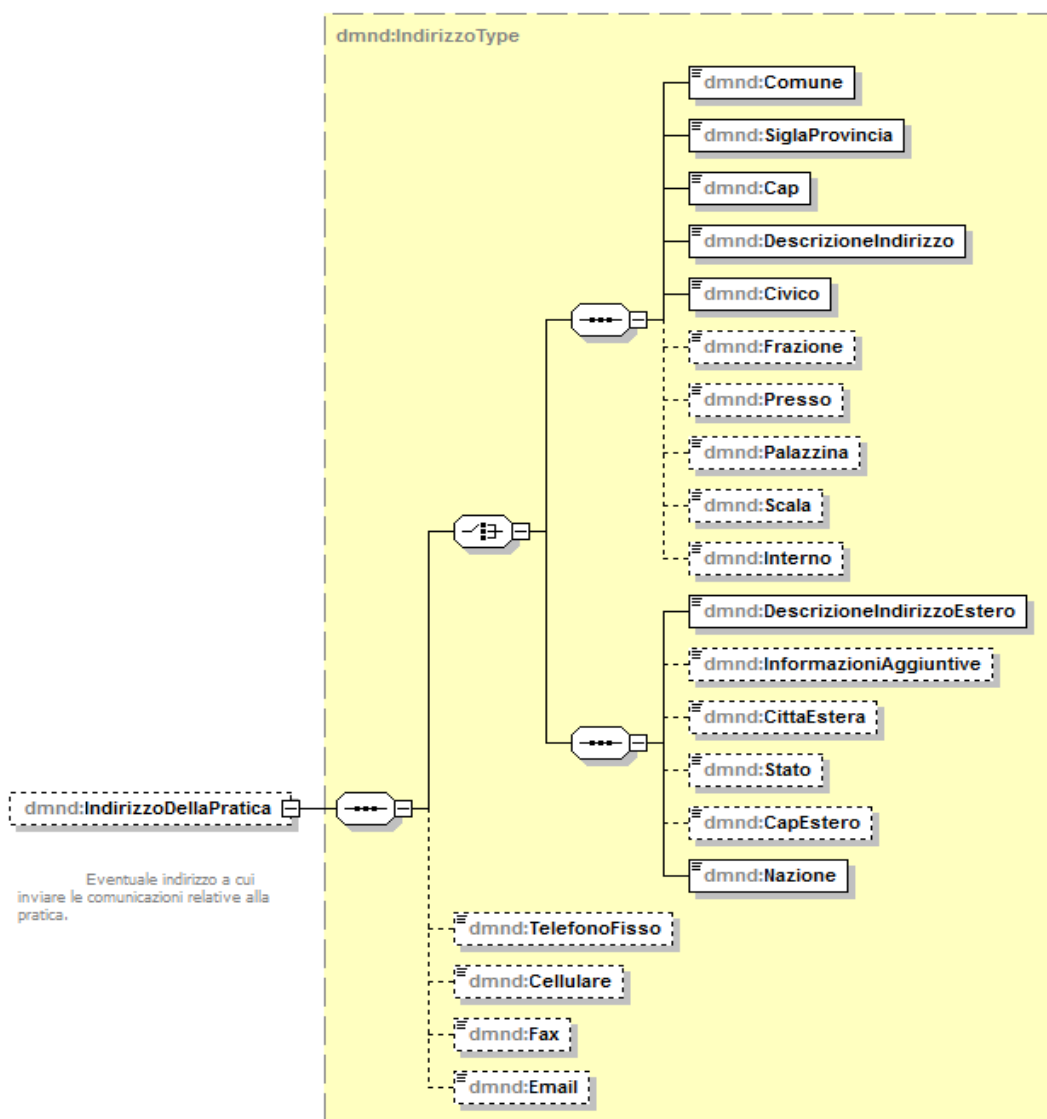 dmnd:IndirizzoType
dmnd:Comune
dmnd:SiglaProvincia
dmnd:Cap
dmnd:DescrizioneIndirizzo
dmnd:Civico
dmnd:Frazione
dmnd:Presso
dmnd:Palazzina
dmnd:Scala
dmnd:Interno
dmnd:DescrizioneIndirizzoEstero
dmnd:InformazioniAggiuntive
dmnd:CittaEstera
dmnd:Stato
dmnd:CapEstero
dmnd:Nazione
dmnd:IndirizzoDellaPratica
Eventuale indirizzo a cui
inviare le comunicazioni relative alla
pratica.
dmnd:TelefonoFisso
dmnd:Cellulare
dmnd:Fax
dmnd:Email